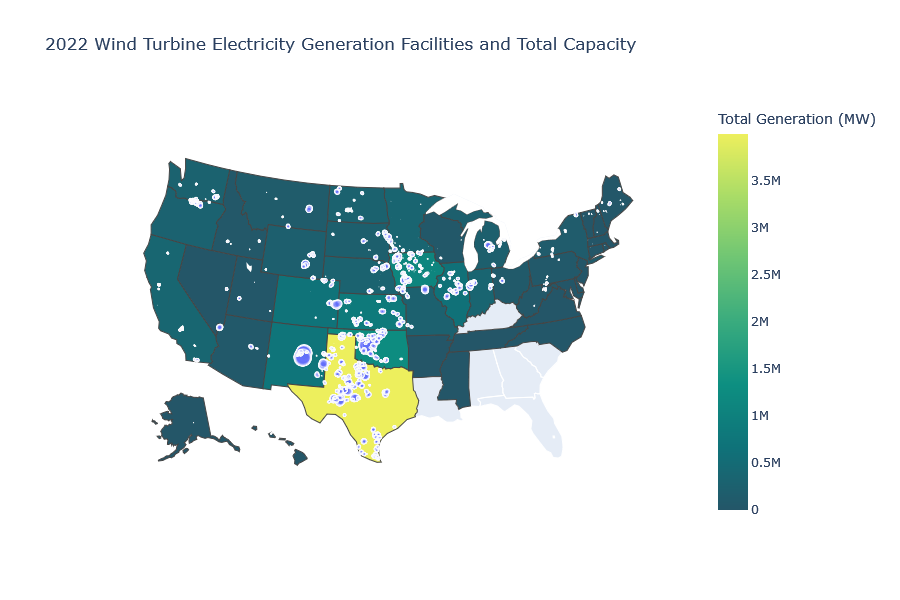 2022 Wind Turbine Electricity Generation Facilities and Total Capacity
Total Generation (MW)
3.5M
3M
2.5M
2M
1.5M
1M
0.5M
0